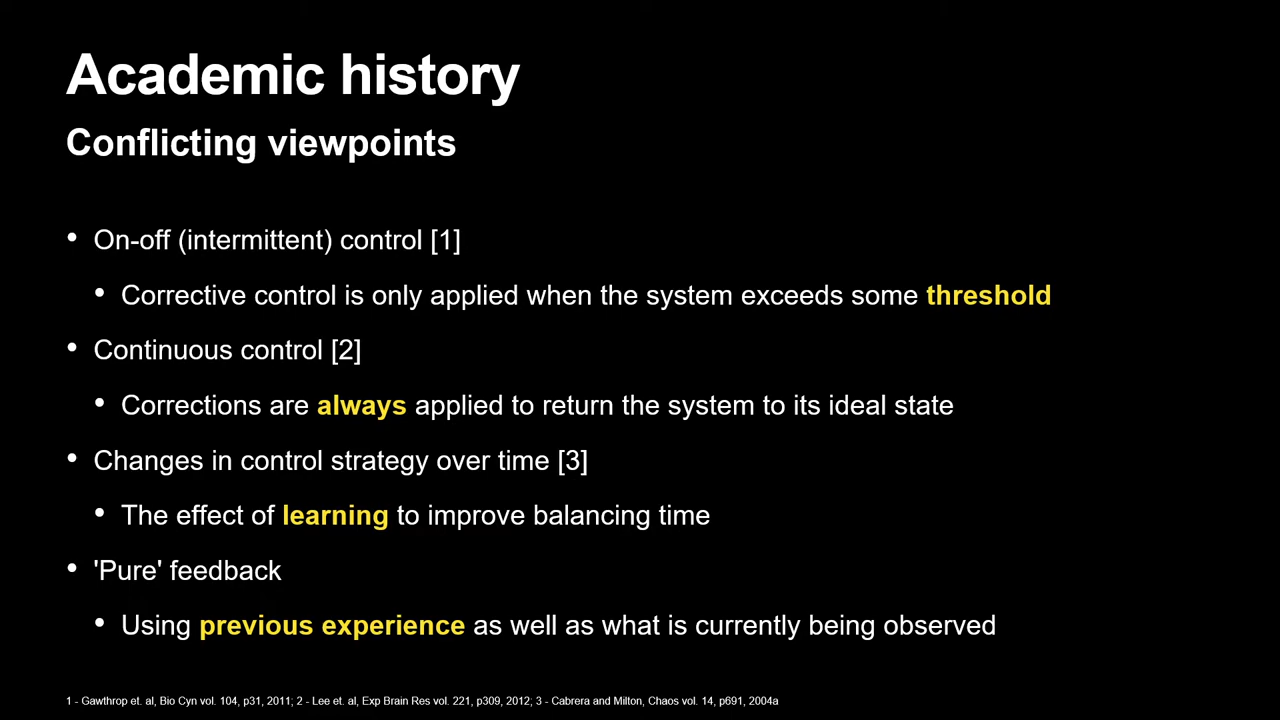 Academic history
Conflicting viewpoints
• On-off (intermittent) control [1]
• Corrective control is only applied when the system exceeds some threshold
• Continuous control [2]
• Corrections are always applied to return the system to its ideal state
• Changes in control strategy over time [3]
• The effect of learning to improve balancing time
• 'Pure' feedback
• Using previous experience as well as what is currently being observed
1 - Gawthrop et. al, Bio Cyn vol. 104, p31, 2011; 2 - Lee et. al, Exp Brain Res vol. 221, p309, 2012; 3 - Cabrera and Milton, Chaos vol. 14, p691, 2004a